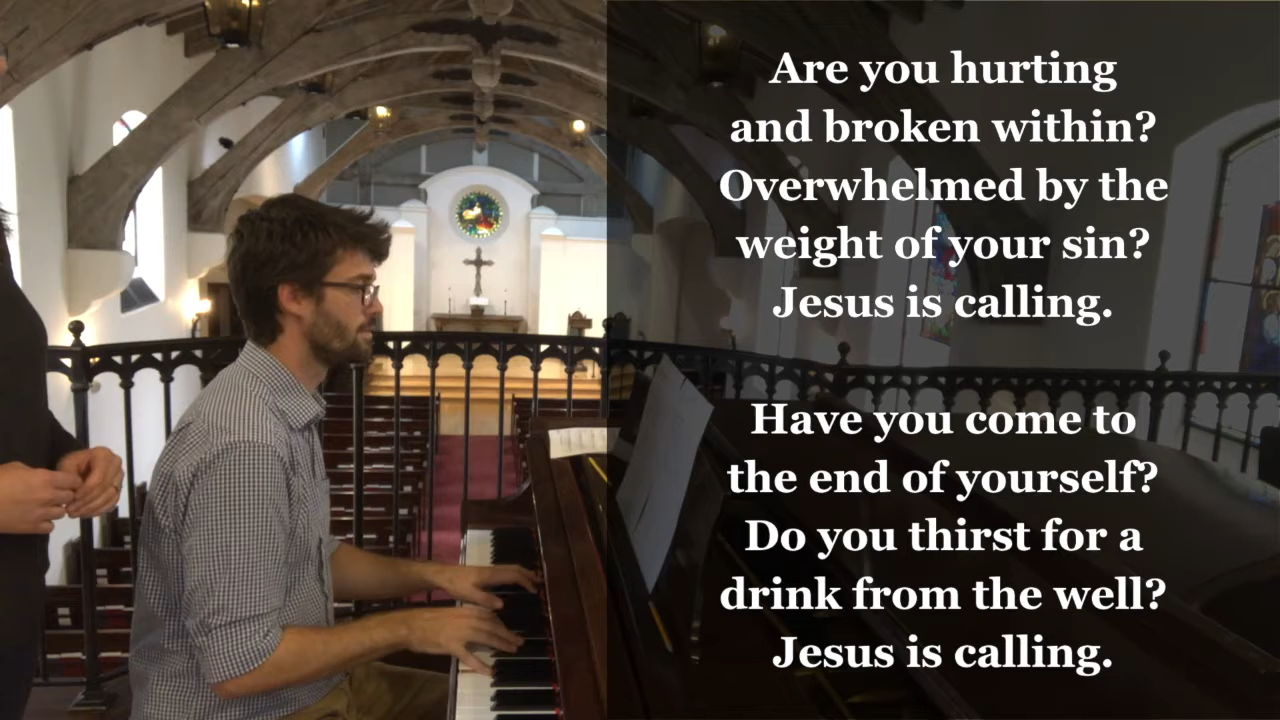 Are you hurting
and broken within?
Overwhelmed by the
weight of your sin?
Jesus is calling.
Have you come to
the end of yourself?
Do you thirst for a
drink from the well?
Jesus is calling.